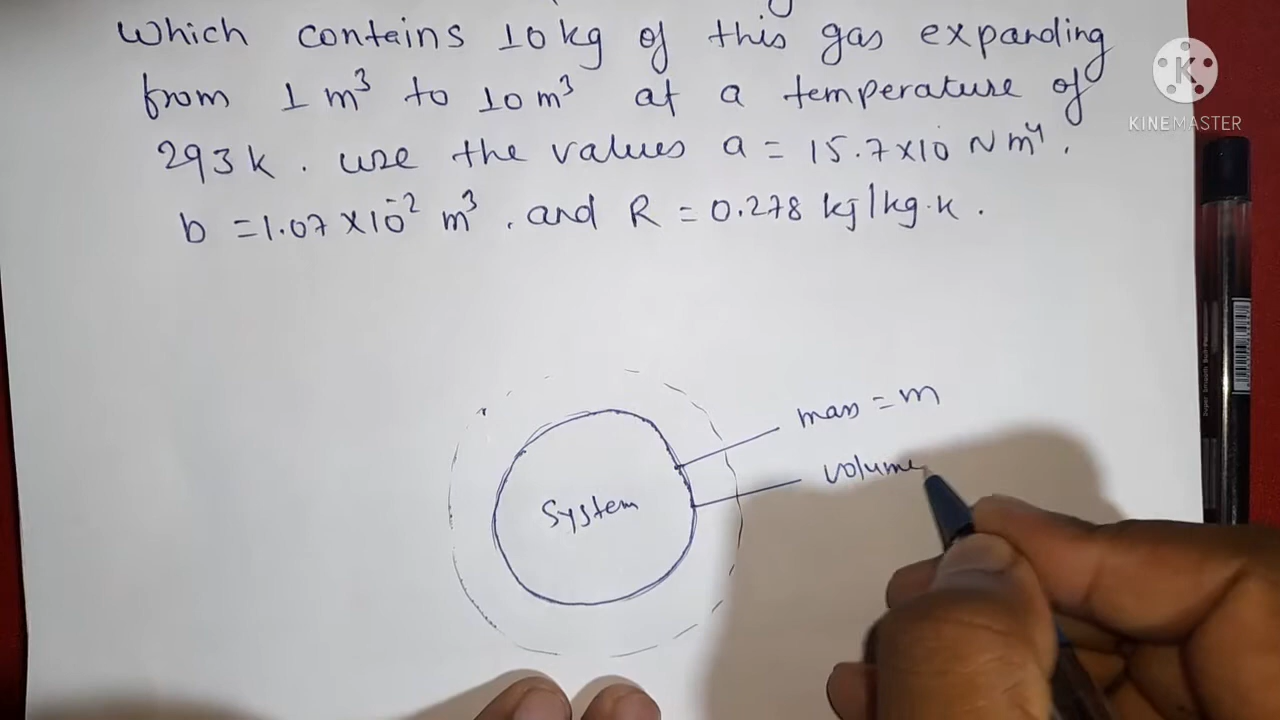 which contains 10 kg of this gas expanding
from 1 m³ to 10 m³ at a temperature of
293 k. use the values a = 15.7×10 Nm⁴.
b = 1.07 × 10⁻² m³. and R = 0.278 kj/kg.k.
mass = m
volume
System
KINEMASTER